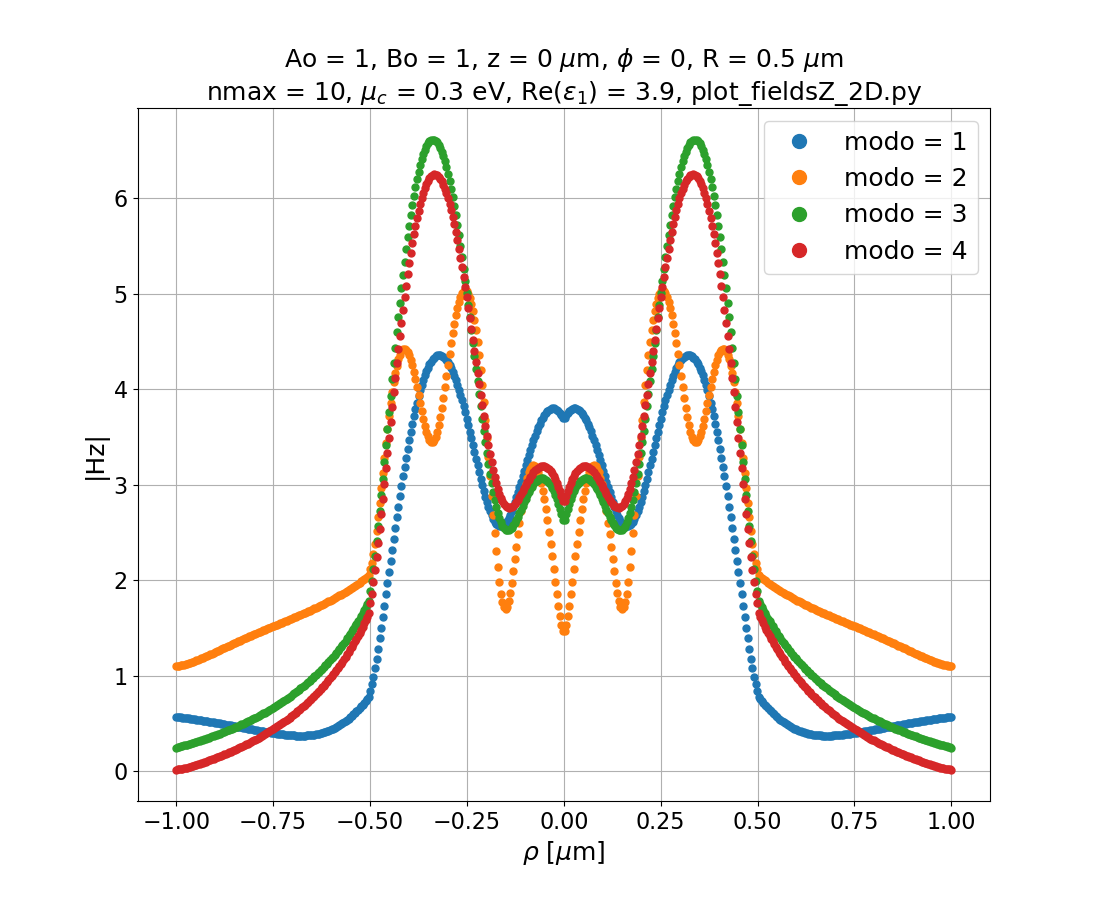 Ao = 1, Bo = 1, z = 0 μm, ϕ = 0, R = 0.5 μm
nmax = 10, μc = 0.3 eV, Re(ε1) = 3.9, plot_fieldsZ_2D.py
modo = 1
modo = 2
modo = 3
modo = 4
|Hz|
6
5
4
3
2
1
0
−1.00 −0.75 −0.50 −0.25 0.00 0.25 0.50 0.75 1.00
ρ [μm]